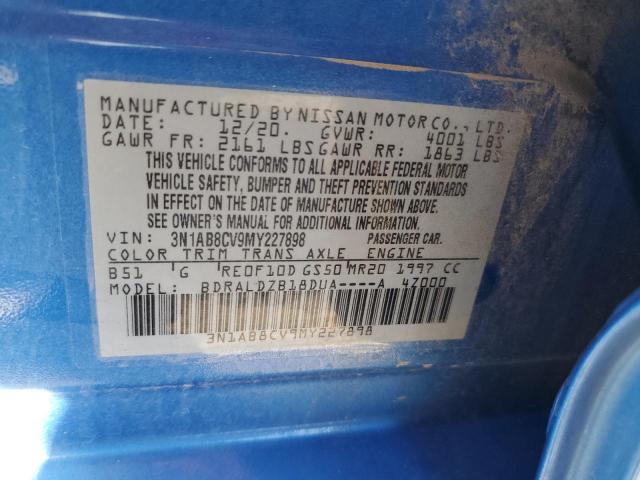 MANUFACTURED BY NISSAN MOTOR CO., LTD.
DATE: 12/20. GVWR: 4001 LBS
GAWR FR: 2161 LBS GAWR RR: 1863 LBS
THIS VEHICLE CONFORMS TO ALL APPLICABLE FEDERAL MOTOR
VEHICLE SAFETY, BUMPER AND THEFT PREVENTION STANDARDS
IN EFFECT ON THE DATE OF MANUFACTURE SHOWN ABOVE.
SEE OWNER'S MANUAL FOR ADDITIONAL INFORMATION.
VIN: 3N1AB8CV9MY227898 PASSENGER CAR.
COLOR TRIM TRANS AXLE ENGINE
B51 G RE0F10D GS50 MR20 1997 CC
MODEL: BDRALDZB18DUA----A 4Z000
3N1AB8CV9MY227898